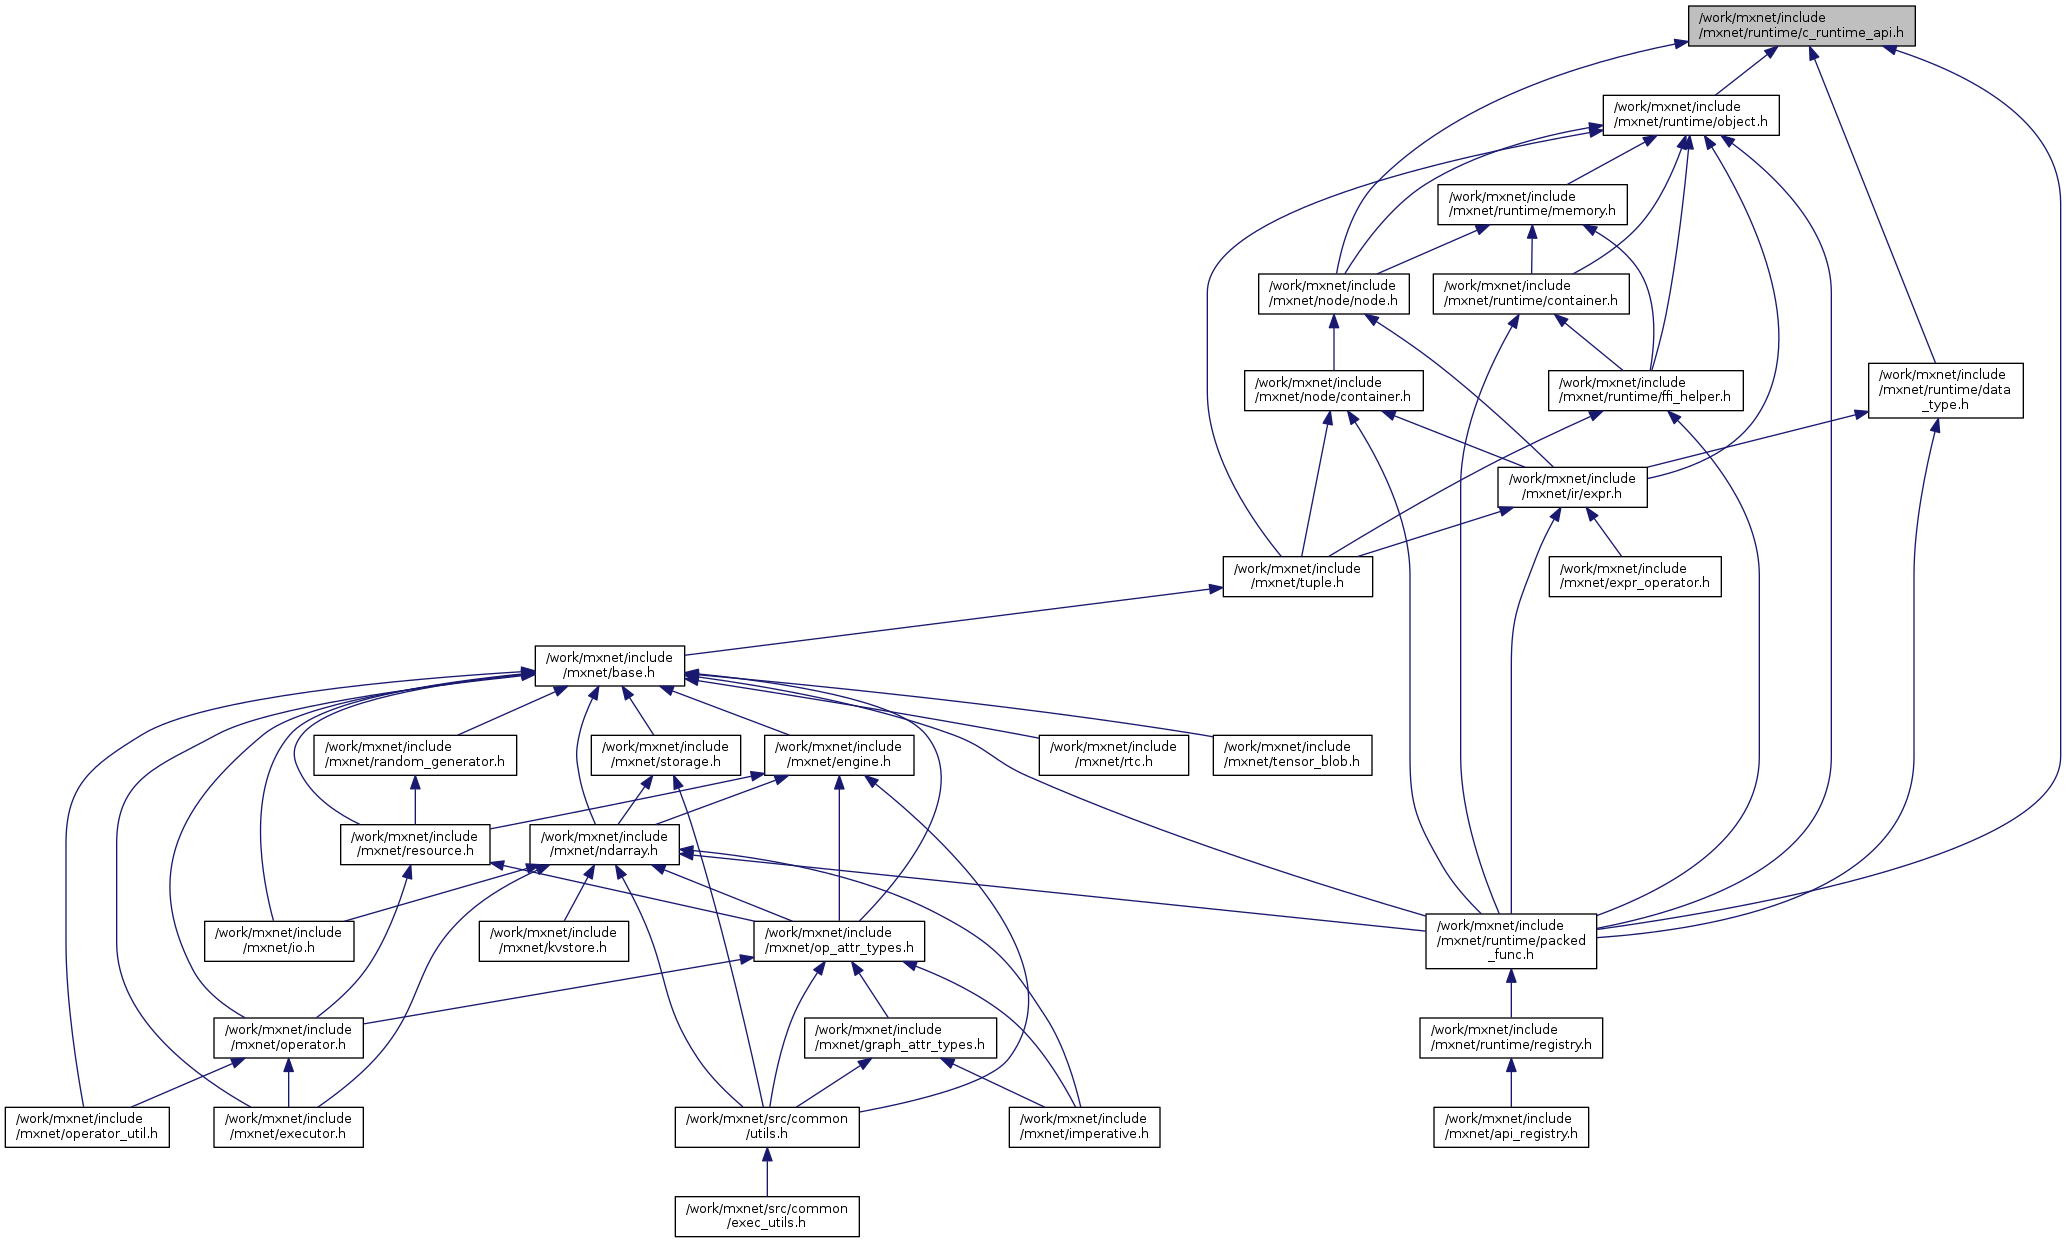 /work/mxnet/include
/mxnet/runtime/c_runtime_api.h
/work/mxnet/include
/mxnet/runtime/object.h
/work/mxnet/include
/mxnet/runtime/memory.h
/work/mxnet/include
/mxnet/node/node.h
/work/mxnet/include
/mxnet/runtime/container.h
/work/mxnet/include
/mxnet/node/container.h
/work/mxnet/include
/mxnet/runtime/ffi_helper.h
/work/mxnet/include
/mxnet/runtime/data
_type.h
/work/mxnet/include
/mxnet/ir/expr.h
/work/mxnet/include
/mxnet/tuple.h
/work/mxnet/include
/mxnet/expr_operator.h
/work/mxnet/include
/mxnet/base.h
/work/mxnet/include
/mxnet/random_generator.h
/work/mxnet/include
/mxnet/storage.h
/work/mxnet/include
/mxnet/engine.h
/work/mxnet/include
/mxnet/rtc.h
/work/mxnet/include
/mxnet/tensor_blob.h
/work/mxnet/include
/mxnet/resource.h
/work/mxnet/include
/mxnet/ndarray.h
/work/mxnet/include
/mxnet/io.h
/work/mxnet/include
/mxnet/kvstore.h
/work/mxnet/include
/mxnet/op_attr_types.h
/work/mxnet/include
/mxnet/runtime/packed
_func.h
/work/mxnet/include
/mxnet/operator.h
/work/mxnet/include
/mxnet/graph_attr_types.h
/work/mxnet/include
/mxnet/runtime/registry.h
/work/mxnet/include
/mxnet/operator_util.h
/work/mxnet/include
/mxnet/executor.h
/work/mxnet/src/common
/utils.h
/work/mxnet/include
/mxnet/imperative.h
/work/mxnet/include
/mxnet/api_registry.h
/work/mxnet/src/common
/exec_utils.h